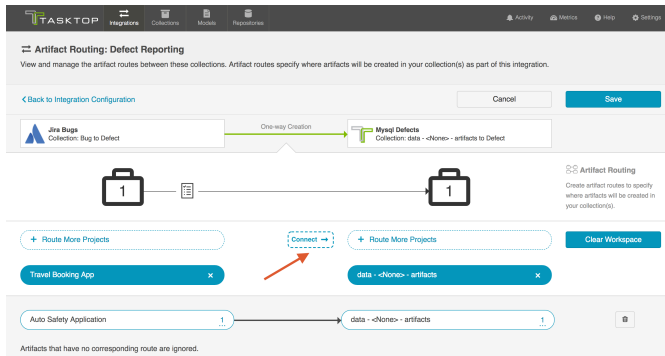 TASKTOP
Integrations
Collections
Models
Repositories
Activity
Metrics
Help
Settings
Artifact Routing: Defect Reporting
View and manage the artifact routes between these collections. Artifact routes specify where artifacts will be created in your collection(s) as part of this integration.
Back to Integration Configuration
Cancel
Save
Jira Bugs
Collection: Bug to Defect
One-way Creation
Mysql Defects
Collection: data - <None> - artifacts to Defect
1
1
Artifact Routing
Create artifact routes to specify
where artifacts will be created in
your collection(s).
+ Route More Projects
Connect →
+ Route More Projects
Clear Workspace
Travel Booking App ×
data - <None> - artifacts ×
Auto Safety Application 1
data - <None> - artifacts 1
Artifacts that have no corresponding route are ignored.